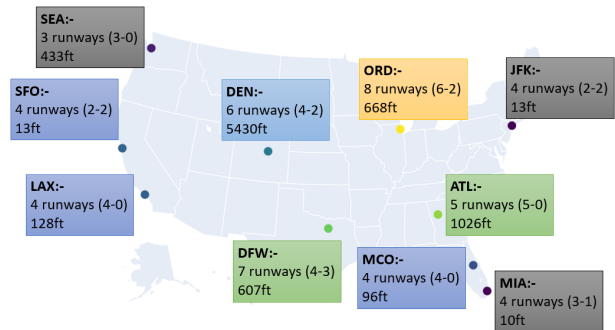 SEA:-
3 runways (3-0)
433ft
SFO:-
4 runways (2-2)
13ft
DEN:-
6 runways (4-2)
5430ft
ORD:-
8 runways (6-2)
668ft
JFK:-
4 runways (2-2)
13ft
LAX:-
4 runways (4-0)
128ft
ATL:-
5 runways (5-0)
1026ft
DFW:-
7 runways (4-3)
607ft
MCO:-
4 runways (4-0)
96ft
MIA:-
4 runways (3-1)
10ft